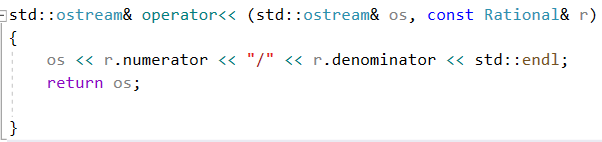 std::ostream& operator<< (std::ostream& os, const Rational& r)
{
    os << r.numerator << "/" << r.denominator << std::endl;
    return os;
}